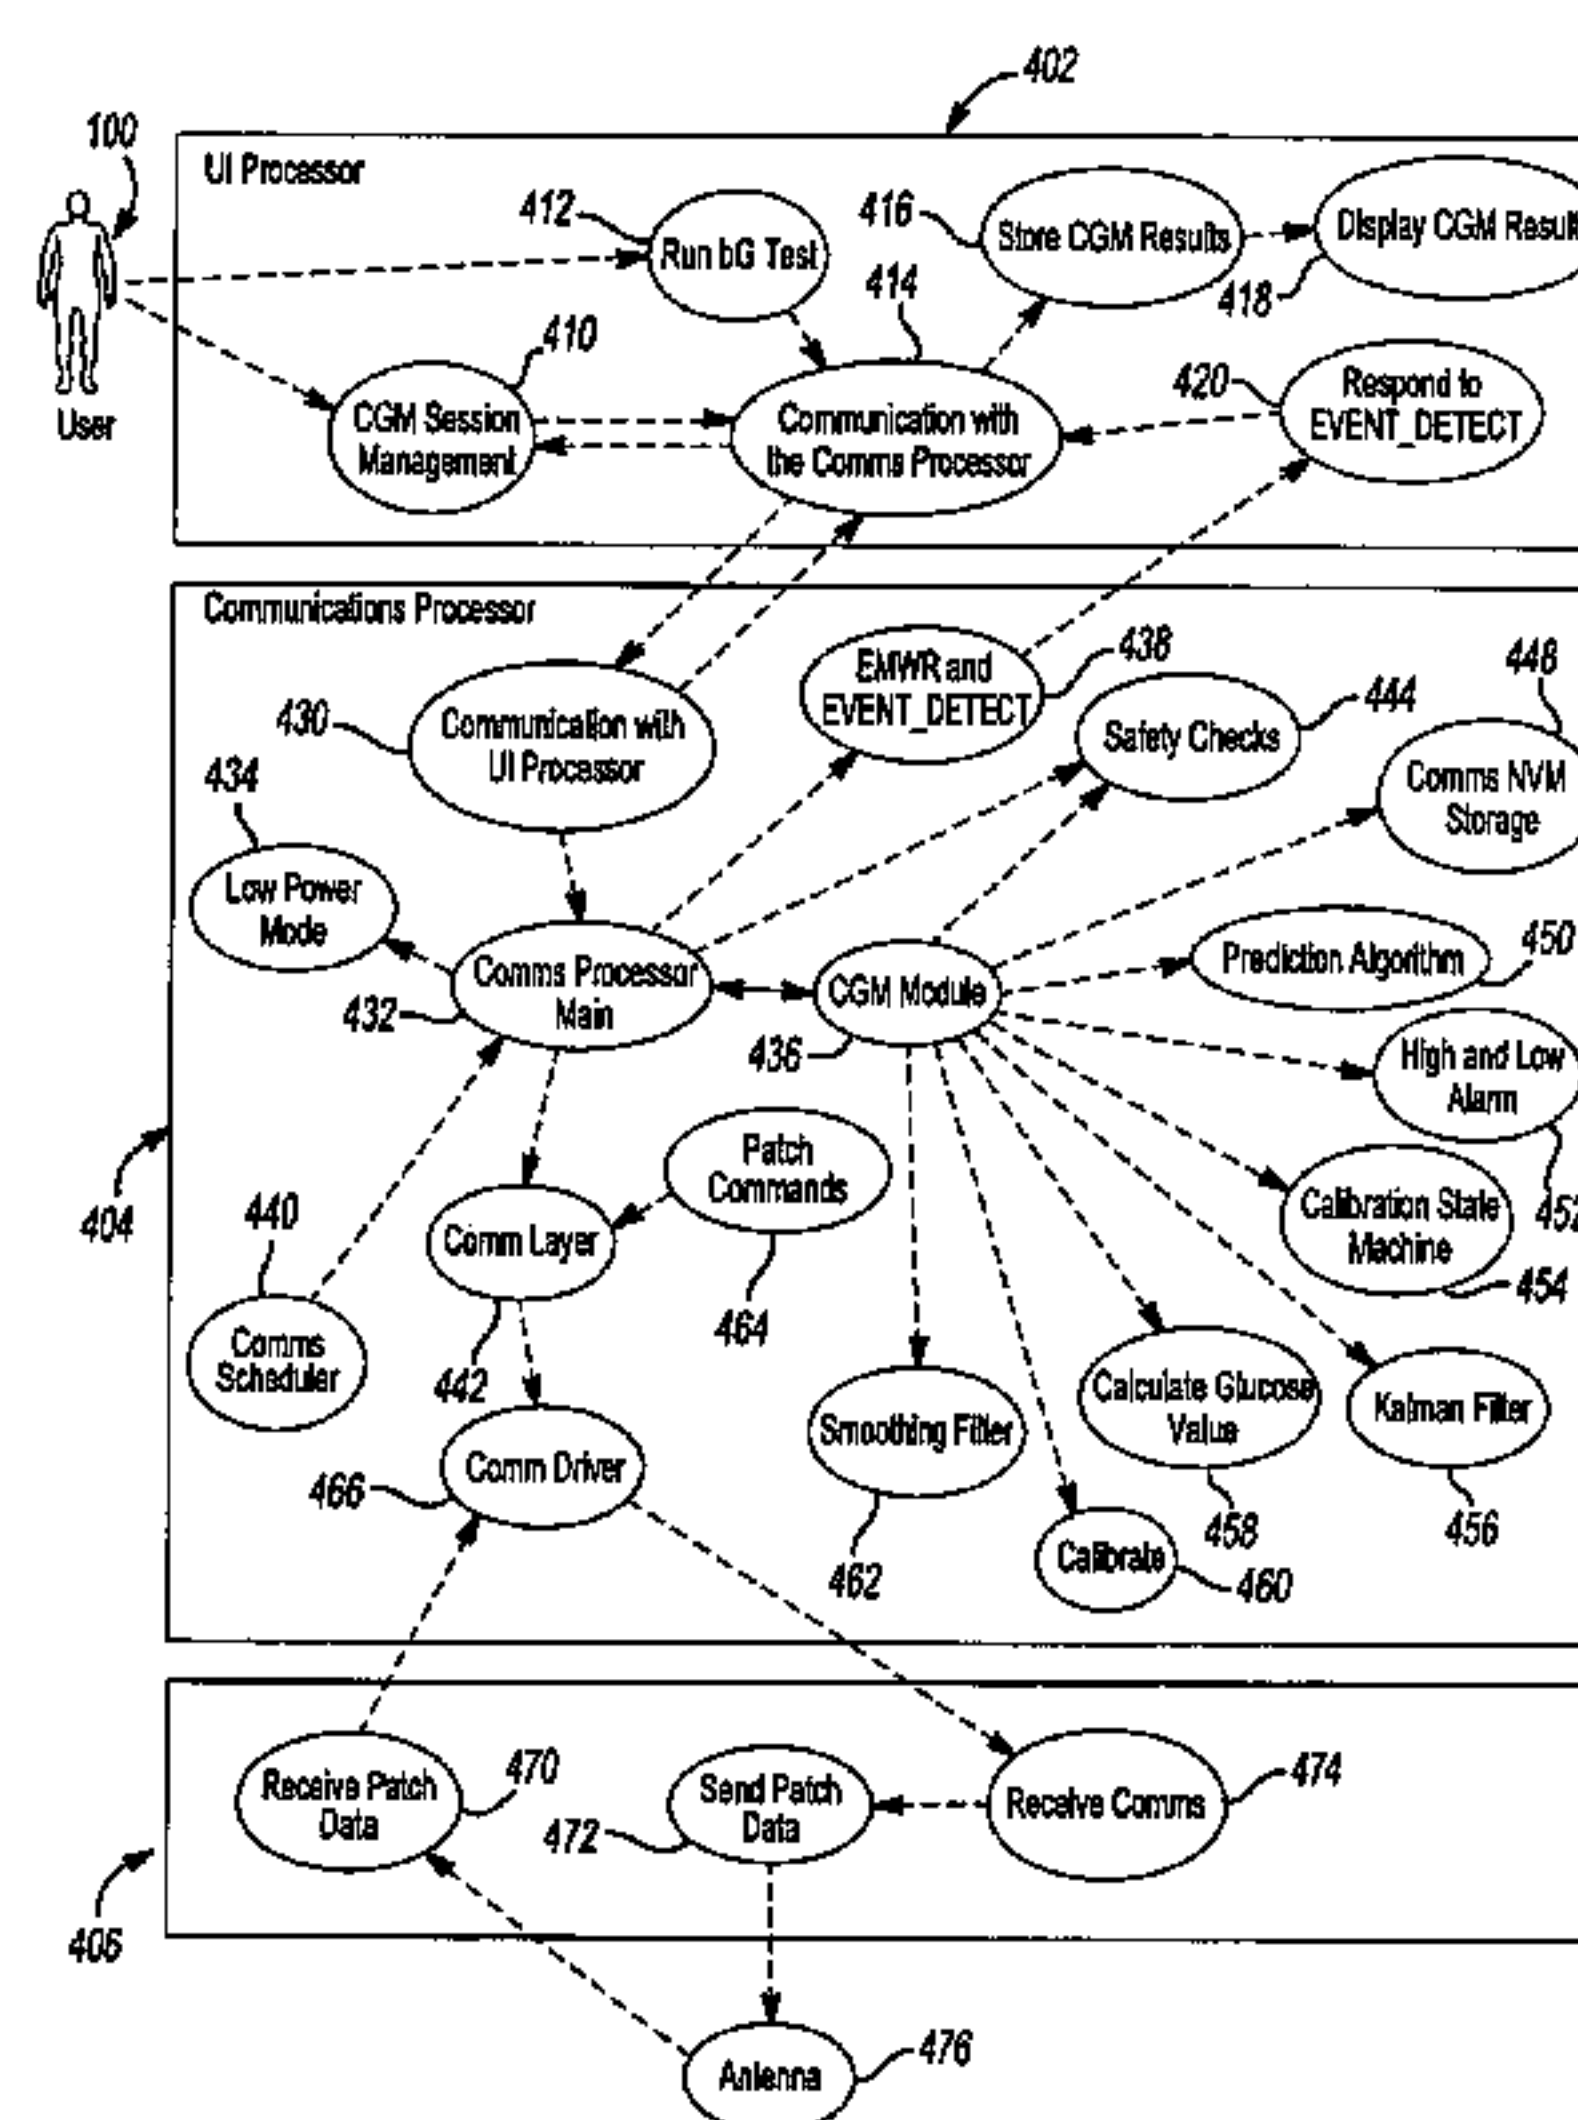 402
100
UI Processor
412
Run bG Test
416
Store CGM Results
Display CGM Result
418
414
410
User
CGM Session
Management
Communication with
the Comms Processor
420
Respond to
EVENT_DETECT
Communications Processor
EMWR and
EVENT_DETECT
438
448
444
Safety Checks
430
Communication with
UI Processor
434
Comms NVM
Storage
Low Power
Mode
Comms Processor
Main
432
CGM Module
436
Prediction Algorithm
450
High and Low
Alarm
452
404
440
Patch
Commands
Comm Layer
464
Calibration State
Machine
454
Comms
Scheduler
442
Smoothing Filter
Calculate Glucose
Value
Kalman Filter
Comm Driver
466
462
458
456
Calibrate
460
Receive Patch
Data
470
Send Patch
Data
472
Receive Comms
474
406
Antenna
476